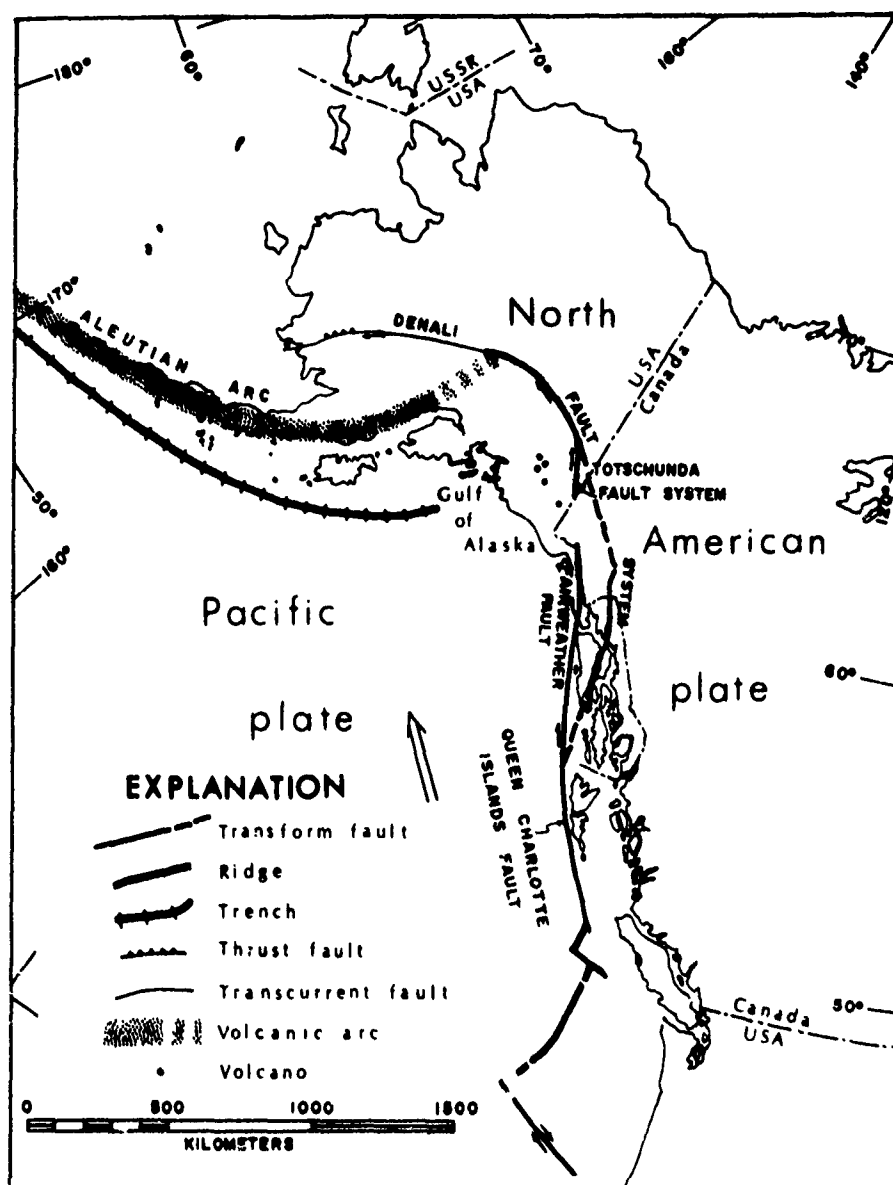 180°
60°
USSR
USA
70°
160°
140°
170°
ALEUTIAN
ARC
DENALI
North
USA
Canada
70°
FAULT
TOTSCHUNDA
FAULT SYSTEM
50°
160°
Gulf
of
Alaska
American
SYSTEM
FAIRWEATHER
FAULT
Pacific
plate
plate
60°
QUEEN CHARLOTTE
ISLANDS FAULT
EXPLANATION
Transform fault
Ridge
Trench
Thrust fault
Transcurrent fault
Volcanic arc
Volcano
Canada
USA
50°
0 500 1000 1500
KILOMETERS